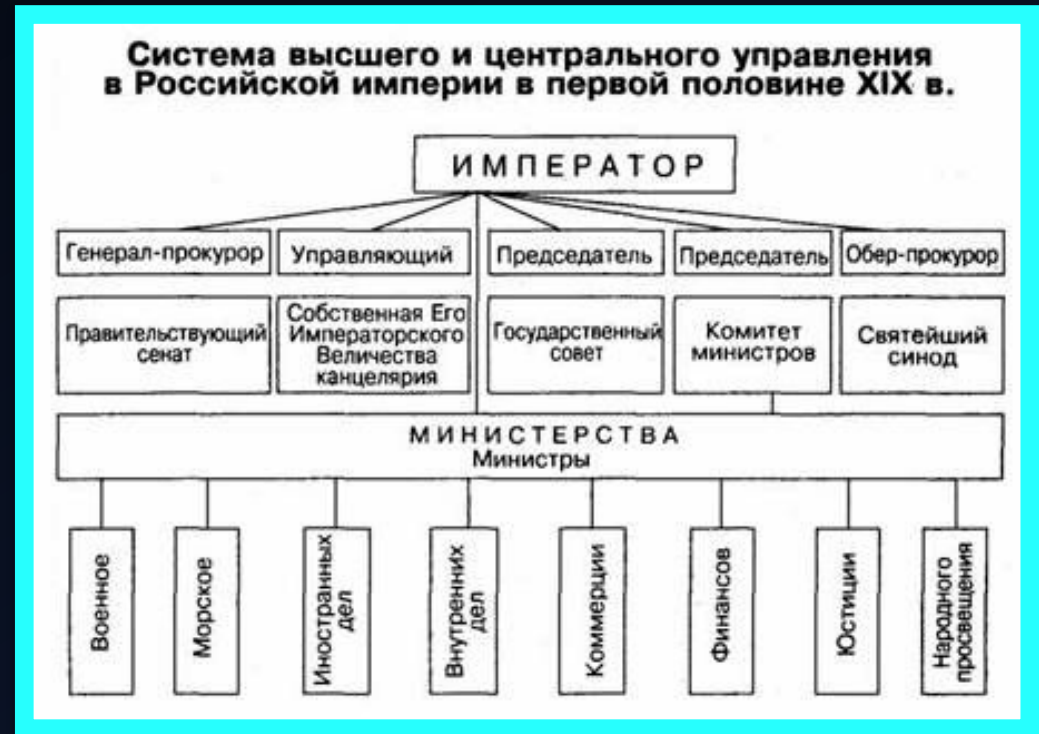 Система высшего и центрального управления
в Российской империи в первой половине XIX в.
ИМПЕРАТОР
Генерал-прокурор
Управляющий
Председатель
Председатель
Обер-прокурор
Правительствующий
сенат
Собственная Его
Императорского
Величества
канцелярия
Государственный
совет
Комитет
министров
Святейший
синод
МИНИСТЕРСТВА
Министры
Военное
Морское
Иностранных
дел
Внутренних
дел
Коммерции
Финансов
Юстиции
Народного
просвещения